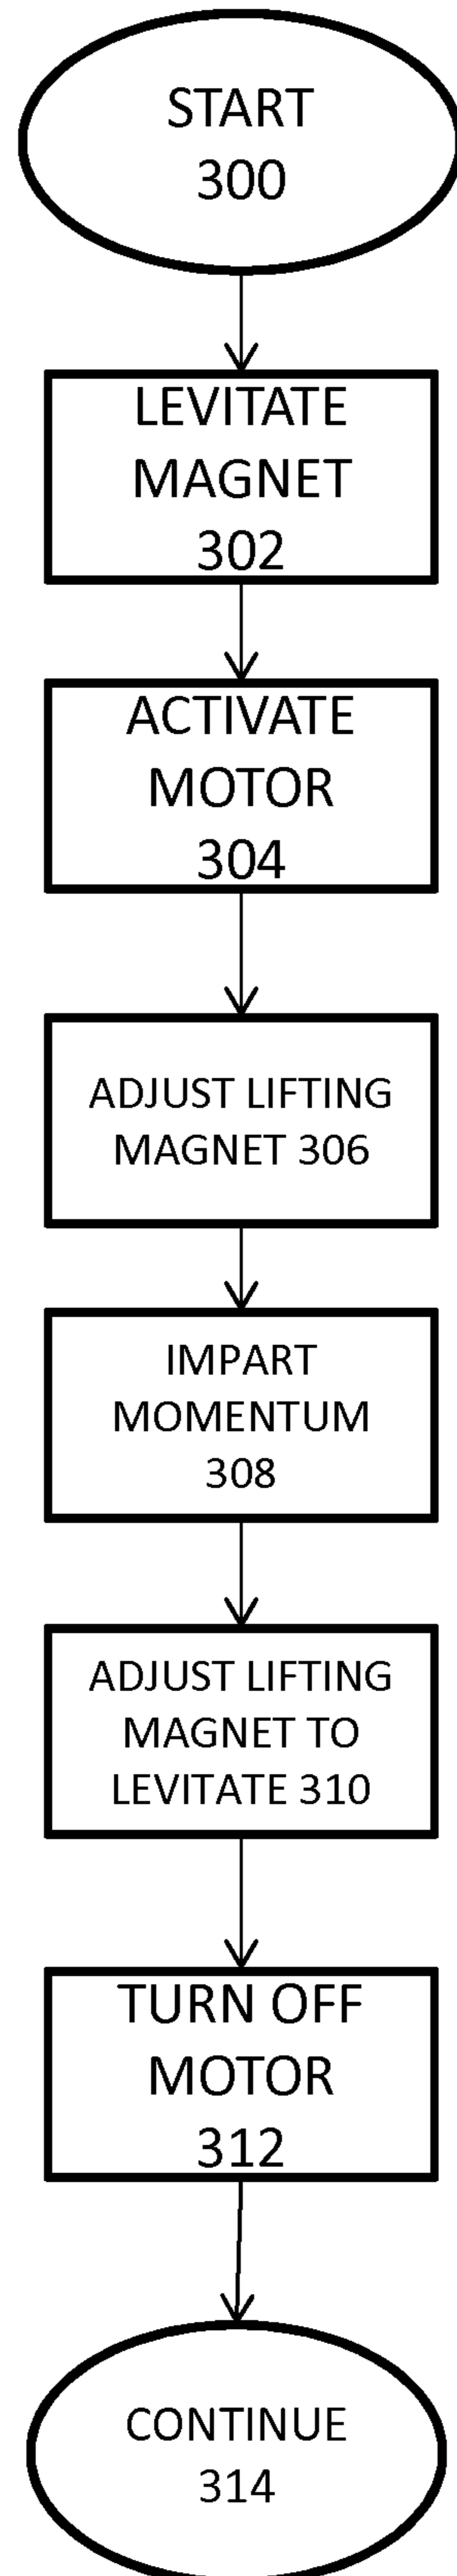 START
300
LEVITATE
MAGNET
302
ACTIVATE
MOTOR
304
ADJUST LIFTING
MAGNET 306
IMPART
MOMENTUM
308
ADJUST LIFTING
MAGNET TO
LEVITATE 310
TURN OFF
MOTOR
312
CONTINUE
314